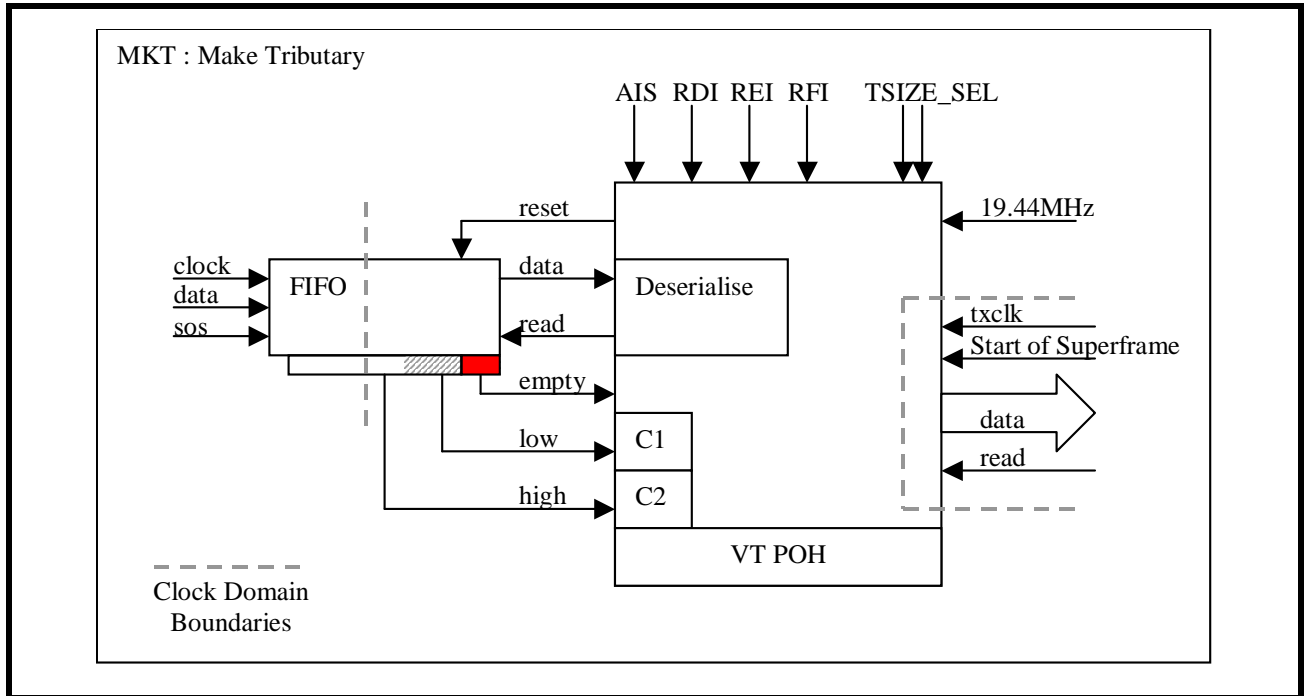 MKT : Make Tributary
AIS RDI REI RFI TSIZE_SEL
reset
19.44MHz
clock
data
sos
FIFO
data
read
Deserialise
txclk
Start of Superframe
data
read
empty
low
high
C1
C2
VT POH
Clock Domain
Boundaries